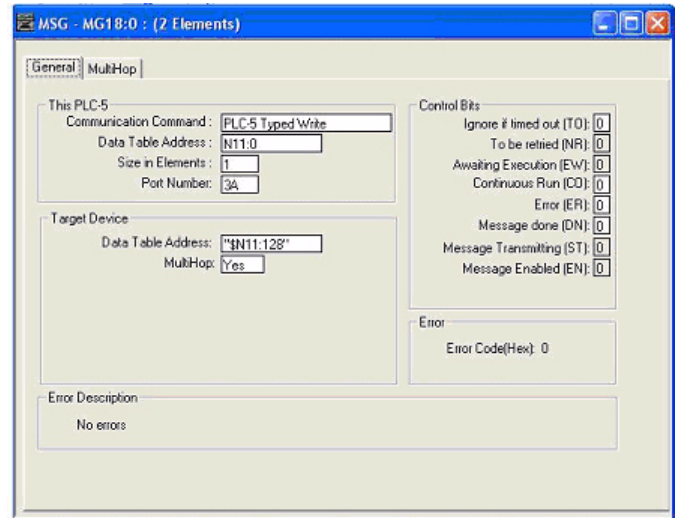 MSG - MG18:0 : (2 Elements)
General MultiHop
This PLC-5
Communication Command : PLC-5 Typed Write
Data Table Address : N11:0
Size in Elements : 1
Port Number: 3A
Target Device
Data Table Address: "$N11:128"
MultiHop: Yes
Control Bits
Ignore if timed out (TO): 0
To be retried (NR): 0
Awaiting Execution (EW): 0
Continuous Run (CO): 0
Error (ER): 0
Message done (DN): 0
Message Transmitting (ST): 0
Message Enabled (EN): 0
Error
Error Code(Hex): 0
Error Description
No errors